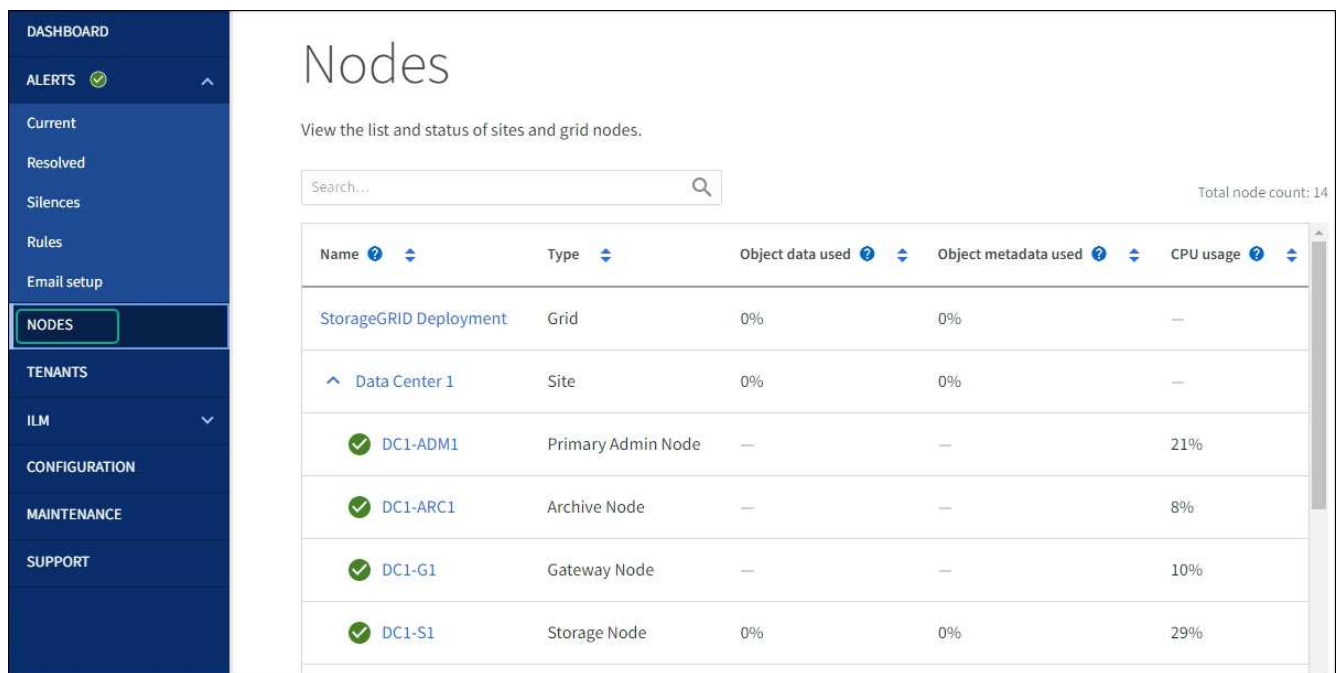 DASHBOARD
ALERTS
Current
Resolved
Silences
Rules
Email setup
NODES
TENANTS
ILM
CONFIGURATION
MAINTENANCE
SUPPORT
Nodes
View the list and status of sites and grid nodes.
Search...
Total node count: 14
Name ? Type Object data used ? Object metadata used ? CPU usage ?
StorageGRID Deployment Grid 0% 0% —
Data Center 1 Site 0% 0% —
DC1-ADM1 Primary Admin Node — — 21%
DC1-ARC1 Archive Node — — 8%
DC1-G1 Gateway Node — — 10%
DC1-S1 Storage Node 0% 0% 29%